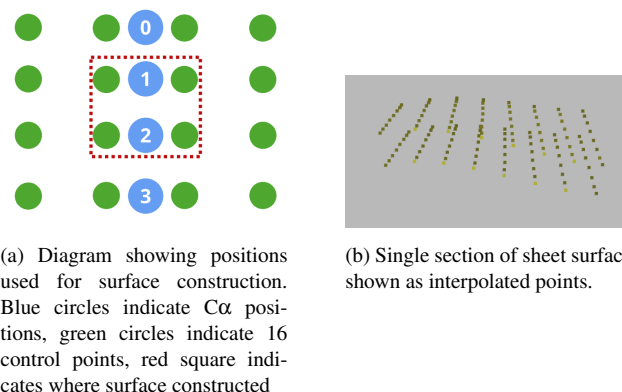 0
1
2
3
(a) Diagram showing positions
used for surface construction.
Blue circles indicate Cα posi-
tions, green circles indicate 16
control points, red square indi-
cates where surface constructed
(b) Single section of sheet surfac
shown as interpolated points.